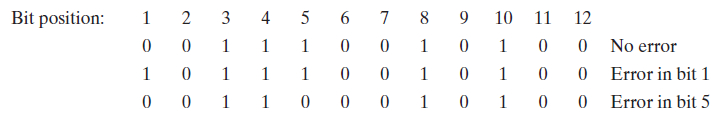 Bit position: 1 2 3 4 5 6 7 8 9 10 11 12
0 0 1 1 1 0 0 1 0 1 0 0 No error
1 0 1 1 1 0 0 1 0 1 0 0 Error in bit 1
0 0 1 1 0 0 0 1 0 1 0 0 Error in bit 5